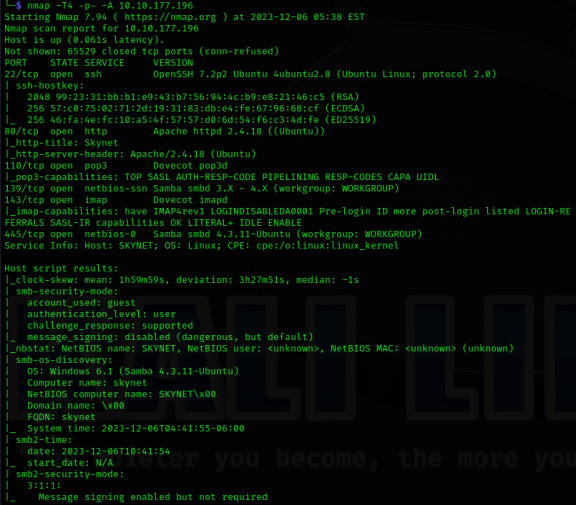 └─$ nmap -T4 -p- -A 10.10.177.196
Starting Nmap 7.94 ( https://nmap.org ) at 2023-12-06 05:38 EST
Nmap scan report for 10.10.177.196
Host is up (0.061s latency).
Not shown: 65529 closed tcp ports (conn-refused)
PORT    STATE SERVICE     VERSION
22/tcp  open  ssh         OpenSSH 7.2p2 Ubuntu 4ubuntu2.8 (Ubuntu Linux; protocol 2.0)
| ssh-hostkey:
|   2048 99:23:31:bb:b1:e9:43:b7:56:94:4c:b9:e8:21:46:c5 (RSA)
|   256 57:c0:75:02:71:2d:19:31:83:db:e4:fe:67:96:68:cf (ECDSA)
|_  256 46:fa:4e:fc:10:a5:4f:57:57:d0:6d:54:f6:c3:4d:fe (ED25519)
80/tcp  open  http        Apache httpd 2.4.18 ((Ubuntu))
|_http-title: Skynet
|_http-server-header: Apache/2.4.18 (Ubuntu)
110/tcp open  pop3        Dovecot pop3d
|_pop3-capabilities: TOP SASL AUTH-RESP-CODE PIPELINING RESP-CODES CAPA UIDL
139/tcp open  netbios-ssn Samba smbd 3.X - 4.X (workgroup: WORKGROUP)
143/tcp open  imap        Dovecot imapd
|_imap-capabilities: have IMAP4rev1 LOGINDISABLEDA0001 Pre-login ID more post-login listed LOGIN-RE
FERRALS SASL-IR capabilities OK LITERAL+ IDLE ENABLE
445/tcp open  netbios-0   Samba smbd 4.3.11-Ubuntu (workgroup: WORKGROUP)
Service Info: Host: SKYNET; OS: Linux; CPE: cpe:/o:linux:linux_kernel

Host script results:
|_clock-skew: mean: 1h59m59s, deviation: 3h27m51s, median: -1s
| smb-security-mode:
|   account_used: guest
|   authentication_level: user
|   challenge_response: supported
|_  message_signing: disabled (dangerous, but default)
|_nbstat: NetBIOS name: SKYNET, NetBIOS user: <unknown>, NetBIOS MAC: <unknown> (unknown)
| smb-os-discovery:
|   OS: Windows 6.1 (Samba 4.3.11-Ubuntu)
|   Computer name: skynet
|   NetBIOS computer name: SKYNET\x00
|   Domain name: \x00
|   FQDN: skynet
|_  System time: 2023-12-06T04:41:55-06:00
| smb2-time:
|   date: 2023-12-06T10:41:54
|_  start_date: N/A
| smb2-security-mode:
|   3:1:1:
|_    Message signing enabled but not required
you become, the more you